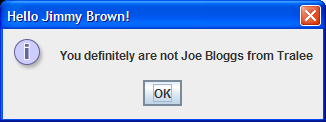 Hello Jimmy Brown!
You definitely are not Joe Bloggs from Tralee
OK